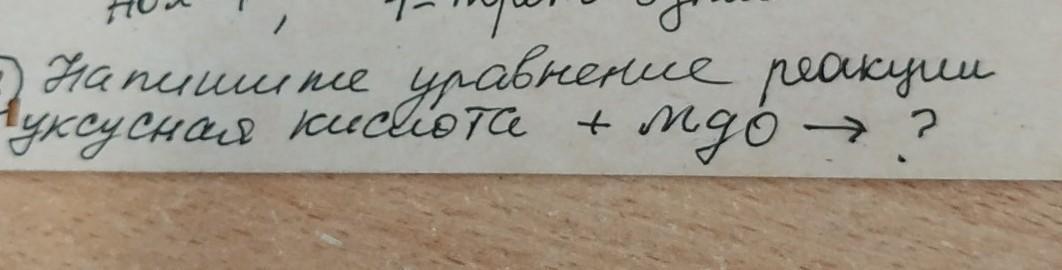 Напишите уравнение реакции
уксусная кислота + MgO → ?